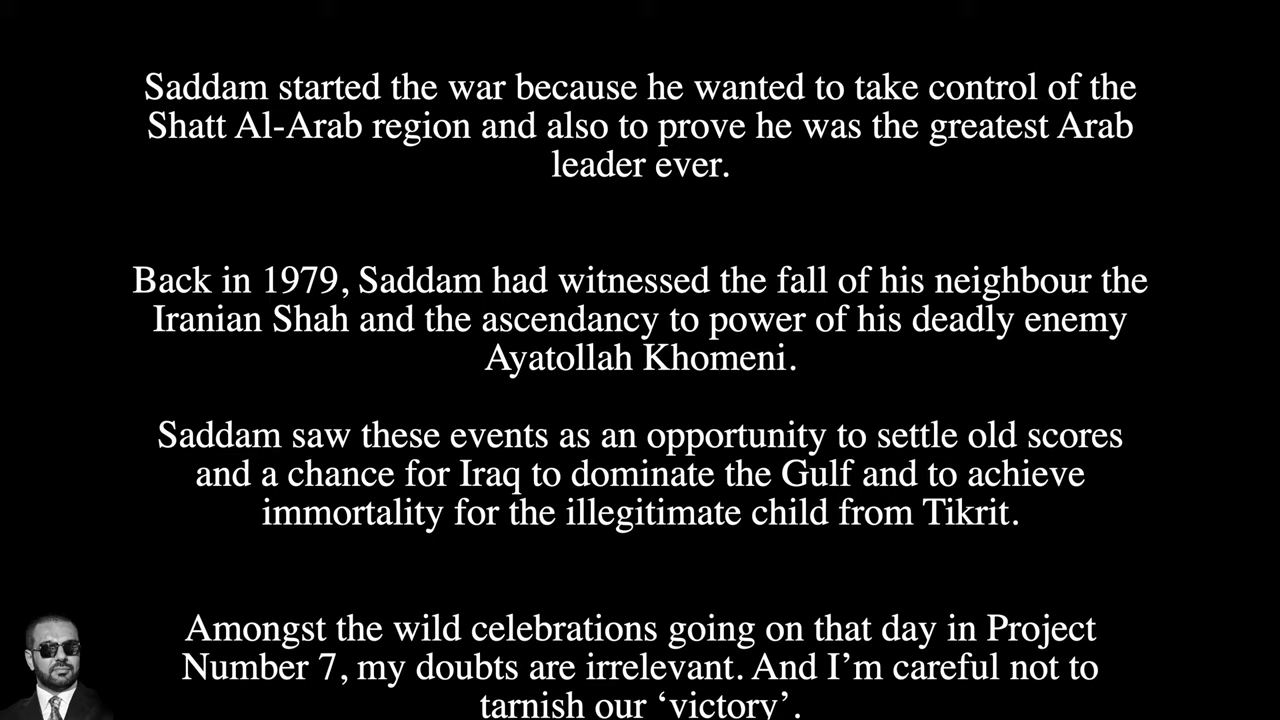 Saddam started the war because he wanted to take control of the
Shatt Al-Arab region and also to prove he was the greatest Arab
leader ever.
Back in 1979, Saddam had witnessed the fall of his neighbour the
Iranian Shah and the ascendancy to power of his deadly enemy
Ayatollah Khomeni.
Saddam saw these events as an opportunity to settle old scores
and a chance for Iraq to dominate the Gulf and to achieve
immortality for the illegitimate child from Tikrit.
Amongst the wild celebrations going on that day in Project
Number 7, my doubts are irrelevant. And I’m careful not to
tarnish our ‘victory’.